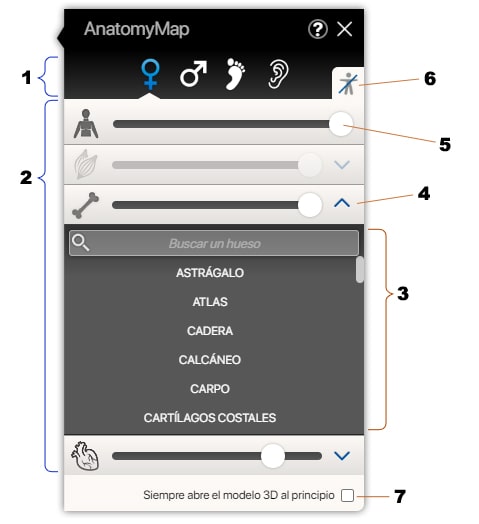 AnatomyMap ?
1
6
5
2
4
Buscar un hueso
ASTRÁGALO
ATLAS
3
CADERA
CALCÁNEO
CARPO
CARTÍLAGOS COSTALES
Siempre abre el modelo 3D al principio
7